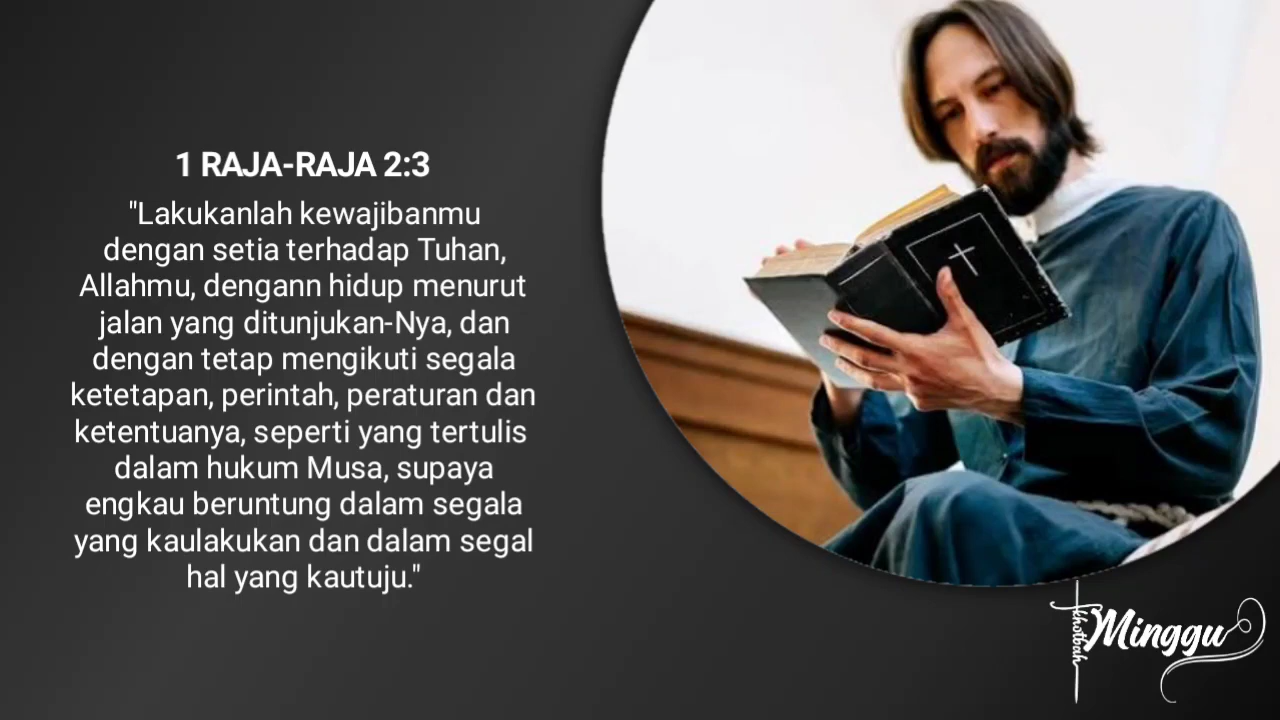 1 RAJA-RAJA 2:3
"Lakukanlah kewajibanmu
dengan setia terhadap Tuhan,
Allahmu, dengann hidup menurut
jalan yang ditunjukan-Nya, dan
dengan tetap mengikuti segala
ketetapan, perintah, peraturan dan
ketentuanya, seperti yang tertulis
dalam hukum Musa, supaya
engkau beruntung dalam segala
yang kaulakukan dan dalam segal
hal yang kautuju."
khotbah
Minggu